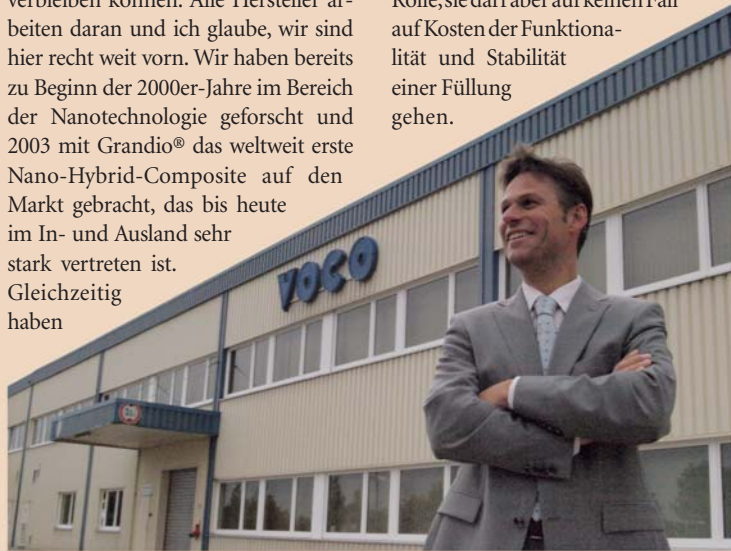 verbleiben können. Alle Hersteller ar-
beiten daran und ich glaube, wir sind
hier recht weit vorn. Wir haben bereits
zu Beginn der 2000er-Jahre im Bereich
der Nanotechnologie geforscht und
2003 mit Grandio® das weltweit erste
Nano-Hybrid-Composite auf den
Markt gebracht, das bis heute
im In- und Ausland sehr
stark vertreten ist.
Gleichzeitig
haben
Rolle, sie darf aber auf keinen Fall
auf Kosten der Funktiona-
lität und Stabilität
einer Füllung
gehen.
VOCO